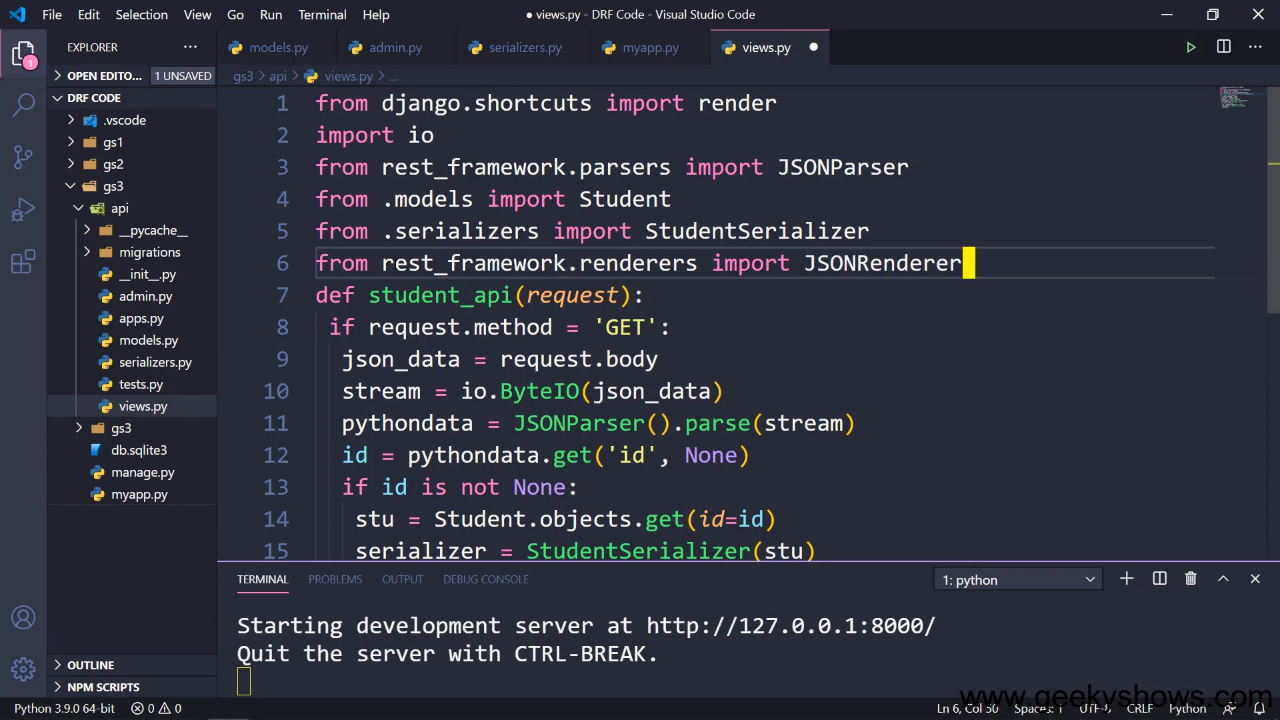 File Edit Selection View Go Run Terminal Help ● views.py - DRF Code - Visual Studio Code
EXPLORER ··· models.py admin.py serializers.py myapp.py views.py
1
OPEN EDITO... 1 UNSAVED gs3 > api > views.py > ...
DRF CODE
.vscode
gs1
gs2
gs3
api
__pycache__
migrations
__init__.py
admin.py
apps.py
models.py
serializers.py
tests.py
views.py
gs3
db.sqlite3
manage.py
myapp.py
OUTLINE
NPM SCRIPTS
1 from django.shortcuts import render
2 import io
3 from rest_framework.parsers import JSONParser
4 from .models import Student
5 from .serializers import StudentSerializer
6 from rest_framework.renderers import JSONRenderer
7 def student_api(request):
8 if request.method = 'GET':
9 json_data = request.body
10 stream = io.ByteIO(json_data)
11 pythondata = JSONParser().parse(stream)
12 id = pythondata.get('id', None)
13 if id is not None:
14 stu = Student.objects.get(id=id)
15 serializer = StudentSerializer(stu)
TERMINAL PROBLEMS OUTPUT DEBUG CONSOLE 1: python
Starting development server at http://127.0.0.1:8000/
Quit the server with CTRL-BREAK.
www.geekyshows.com
Python 3.9.0 64-bit 0 0 Ln 6, Col 50 Spaces: 1 UTF-8 CRLF Python